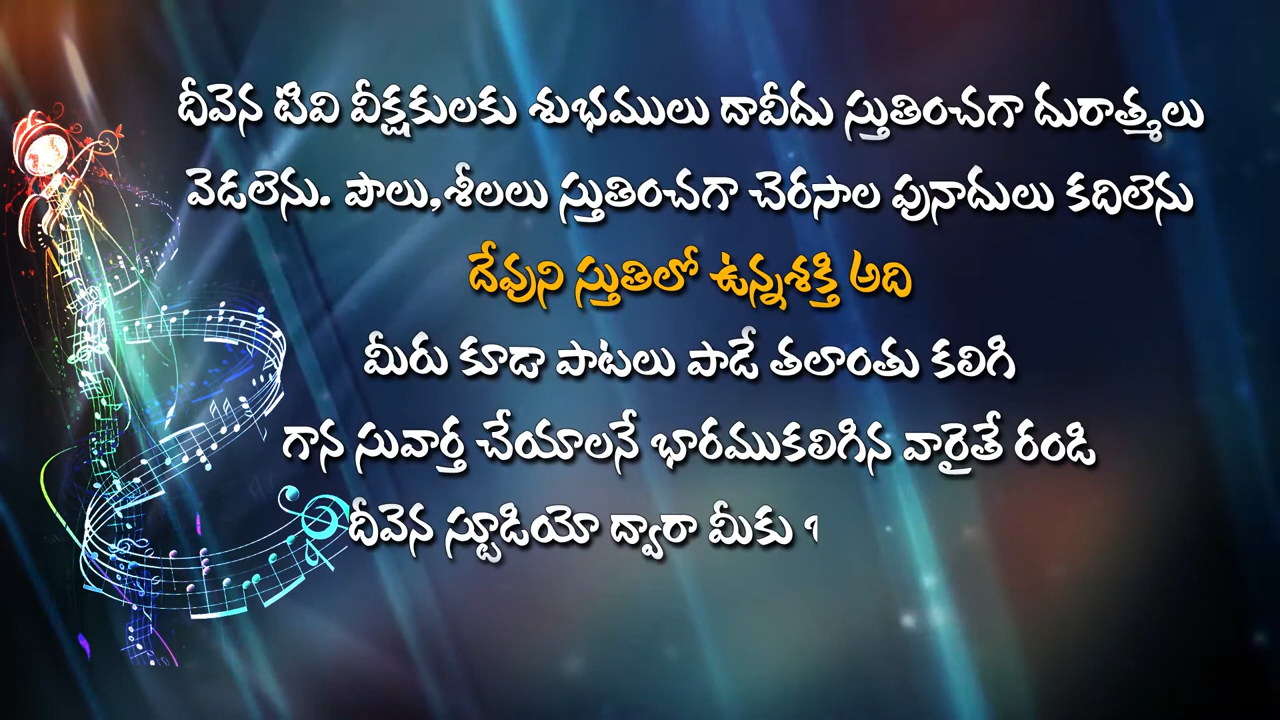 దీవెన టివి వీక్షకులకు శుభములు దావీదు స్తుతించగా దురాత్మలు
వెడలెను. పౌలు,శీలలు స్తుతించగా చెరసాల పునాదులు కదిలెను
దేవుని స్తుతిలో ఉన్నశక్తి అది
మీరు కూడా పాటలు పాడే తలాంతు కలిగి
గాన సువార్త చేయాలనే భారముకలిగిన వారైతే రండి
దీవెన స్టూడియో ద్వారా మీకు